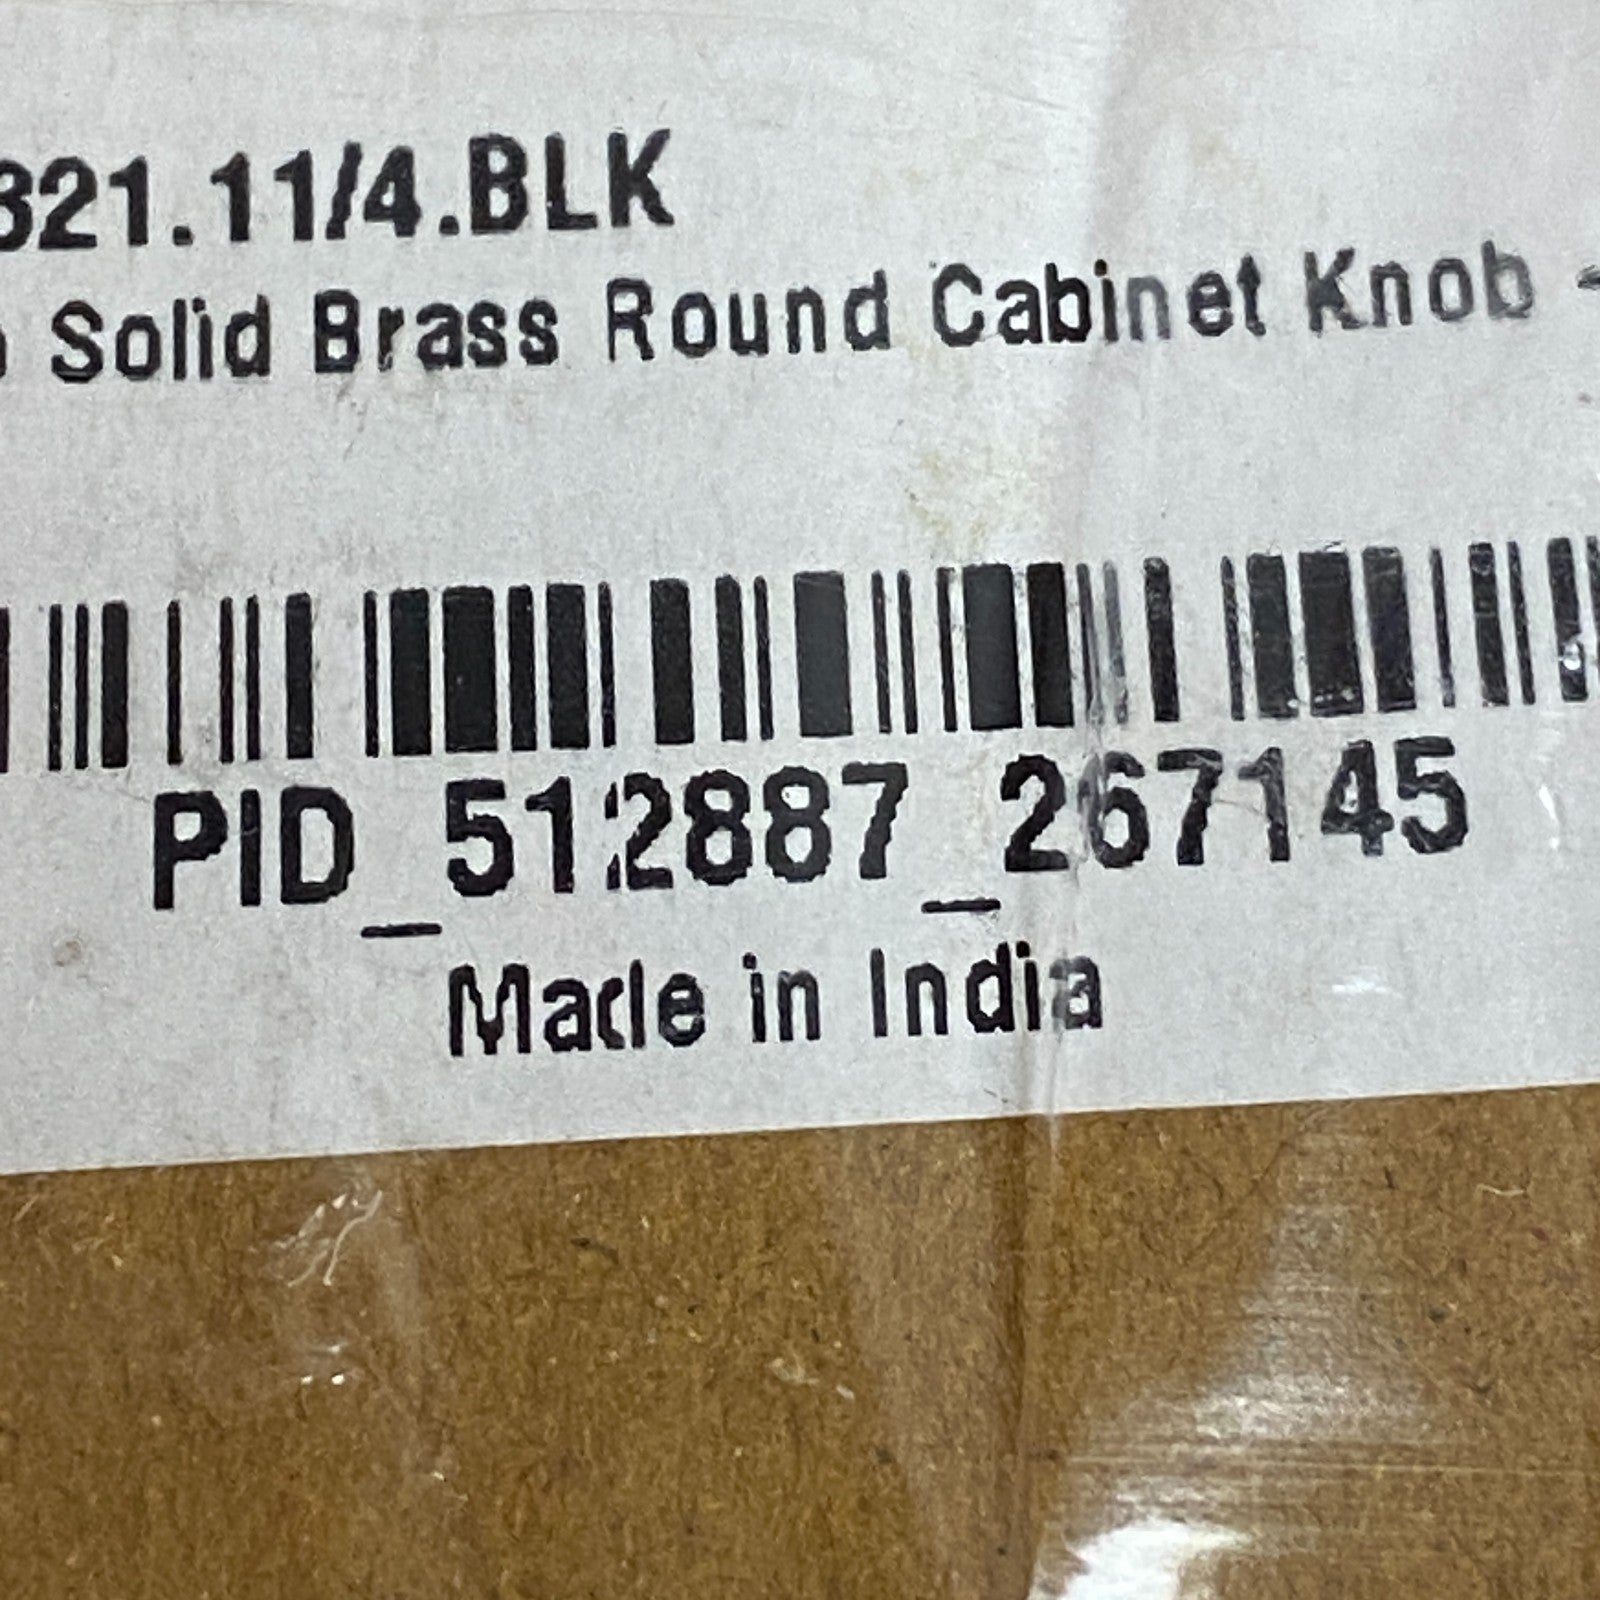 321.11/4.BLK
Solid Brass Round Cabinet Knob -
PID_512887_267145
Made in India